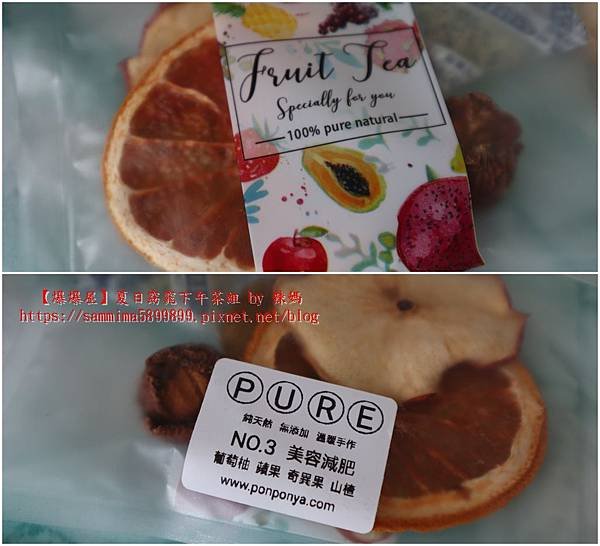 Fruit Tea
Specially for you
100% pure natural
【爆爆屋】夏日窈窕下午茶組 by 錸媽
https://sammima5899899.pixnet.net/blog
PURE
純天然 無添加 溫暖手作
NO.3 美容減肥
葡萄柚 蘋果 奇異果 山楂
www.ponponya.com